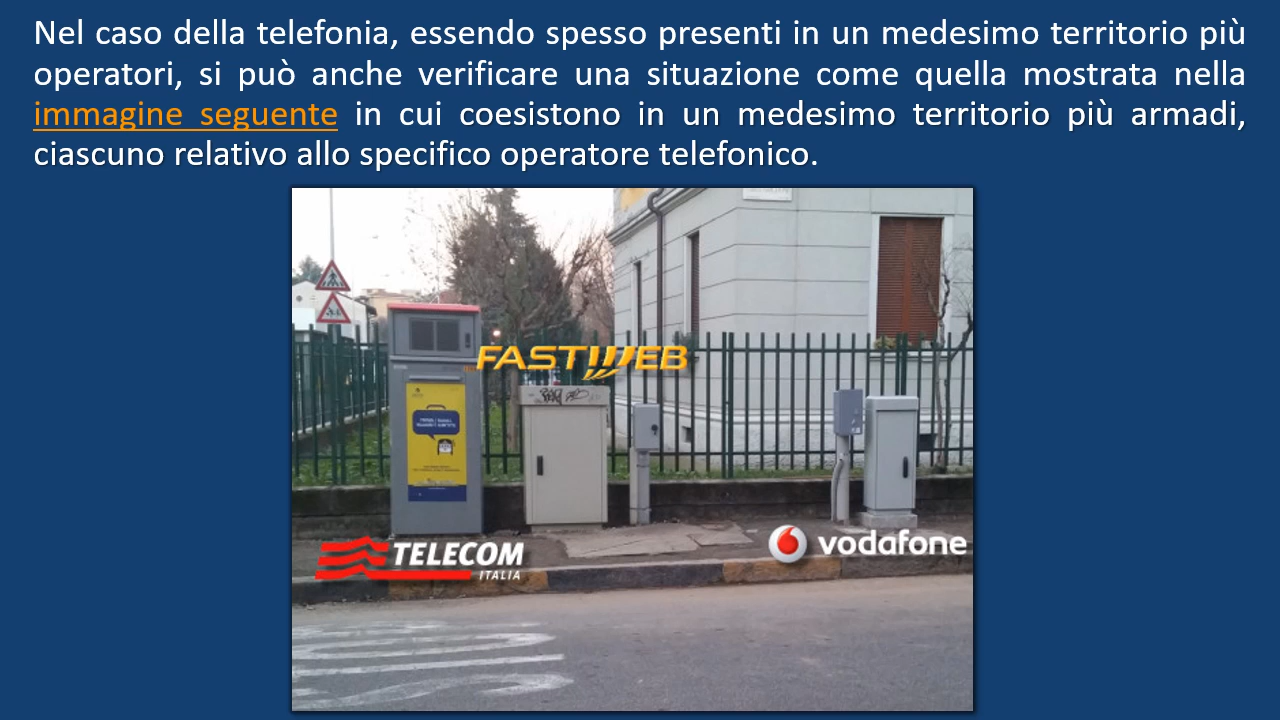 Nel caso della telefonia, essendo spesso presenti in un medesimo territorio più
operatori, si può anche verificare una situazione come quella mostrata nella
immagine seguente in cui coesistono in un medesimo territorio più armadi,
ciascuno relativo allo specifico operatore telefonico.
FASTWEB
TELECOM
ITALIA
vodafone